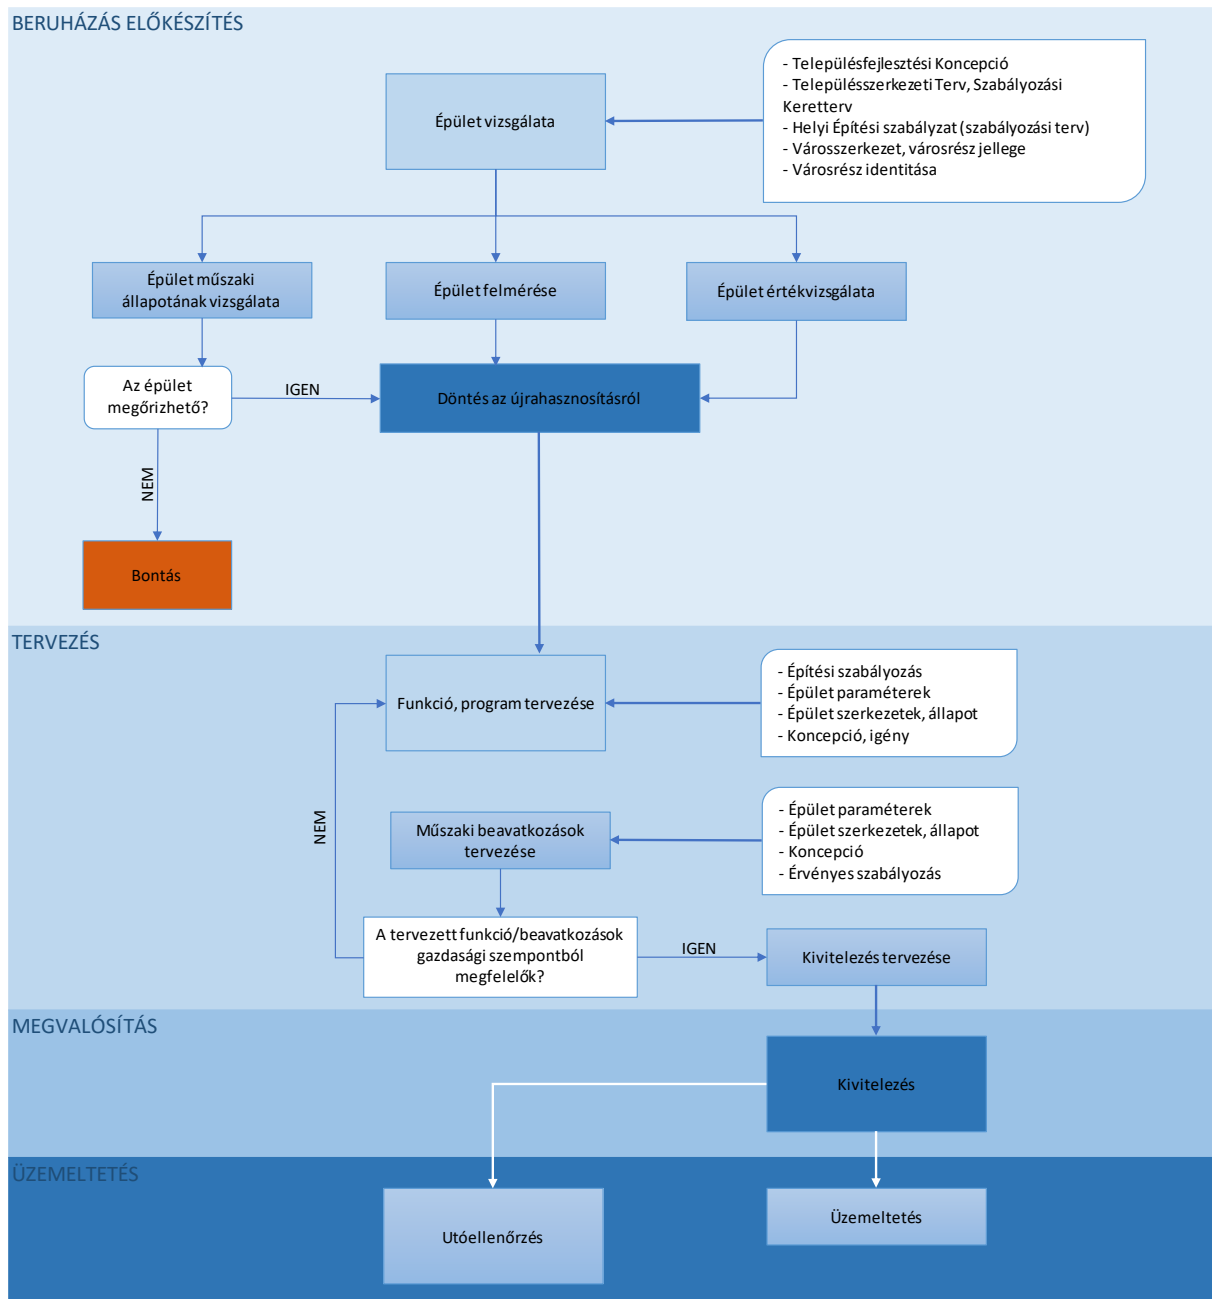 BERUHÁZÁS ELŐKÉSZÍTÉS
- Településfejlesztési Koncepció
- Településszerkezeti Terv, Szabályozási
Keretterv
- Helyi Építési szabályzat (szabályozási terv)
- Városszerkezet, városrész jellege
- Városrész identitása
Épület vizsgálata
Épület műszaki
állapotának vizsgálata
Épület felmérése
Épület értékvizsgálata
Az épület
megőrizhető?
IGEN
Döntés az újrahasznosításról
NEM
Bontás
TERVEZÉS
Funkció, program tervezése
- Építési szabályozás
- Épület paraméterek
- Épület szerkezetek, állapot
- Koncepció, igény
NEM
Műszaki beavatkozások
tervezése
- Épület paraméterek
- Épület szerkezetek, állapot
- Koncepció
- Érvényes szabályozás
A tervezett funkció/beavatkozások
gazdasági szempontból
megfelelők?
IGEN
Kivitelezés tervezése
MEGVALÓSÍTÁS
Kivitelezés
ÜZEMELTETÉS
Utóellenőrzés
Üzemeltetés